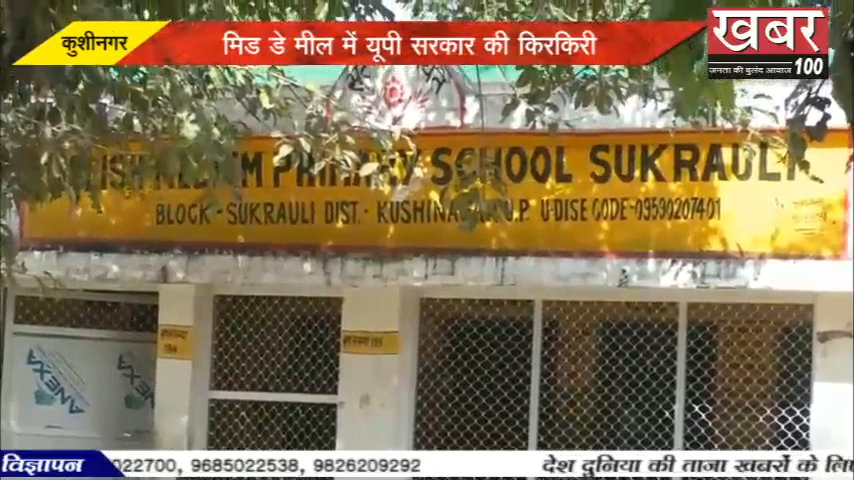 कुशीनगर
मिड डे मील में यूपी सरकार की किरकिरी
खबर
जनता की बुलंद आवाज 100
PRIMARY SCHOOL SUKRAULI
BLOCK-SUKRAULI DIST.- KUSHINAGAR U.P. U-DISE CODE-09590207401
ANEXA
विज्ञापन 022700, 9685022538, 9826209292 देश दुनिया की ताजा खबरों के लिए